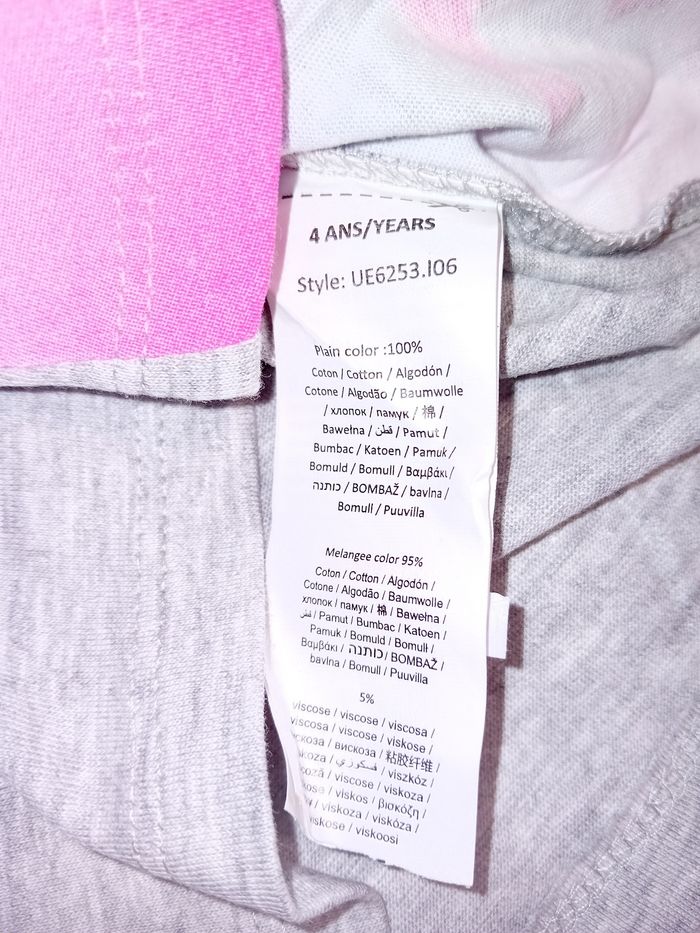 4 ANS/YEARS
Style: UE6253.I06
Plain color :100%
Coton / Cotton / Algodón /
Cotone / Algodão / Baumwolle
/ хлопок / памук / 棉 /
Bawełna / قطن / Pamut /
Bumbac / Katoen / Pamuk /
Bomuld / Bomull / Βαμβάκι /
כותנה / BOMBAŽ / bavlna /
Bomull / Puuvilla
Melangee color 95%
Coton / Cotton / Algodón /
Cotone / Algodão / Baumwolle /
хлопок / памук / 棉 / Bawełna /
قطن / Pamut / Bumbac / Katoen /
Pamuk / Bomuld / Bomull /
Βαμβάκι / כותנה / BOMBAŽ /
bavlna / Bomull / Puuvilla
5%
viscose / viscose / viscosa /
viscosa / viscose / viskose /
вискоза / 粘胶纤维 /
فسكوزي / viszkóz /
viscose / viskoza /
viskos / βισκόζη /
/ viskoza / viskóza /
viskose / viskoosi